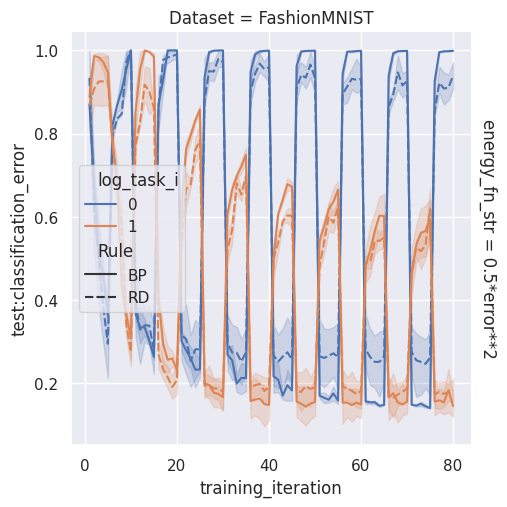 Dataset = FashionMNIST
test:classification_error
1.0
0.8
0.6
0.4
0.2
log_task_i
0
1
Rule
BP
RD
energy_fn_str = 0.5*error**2
0 20 40 60 80
training_iteration